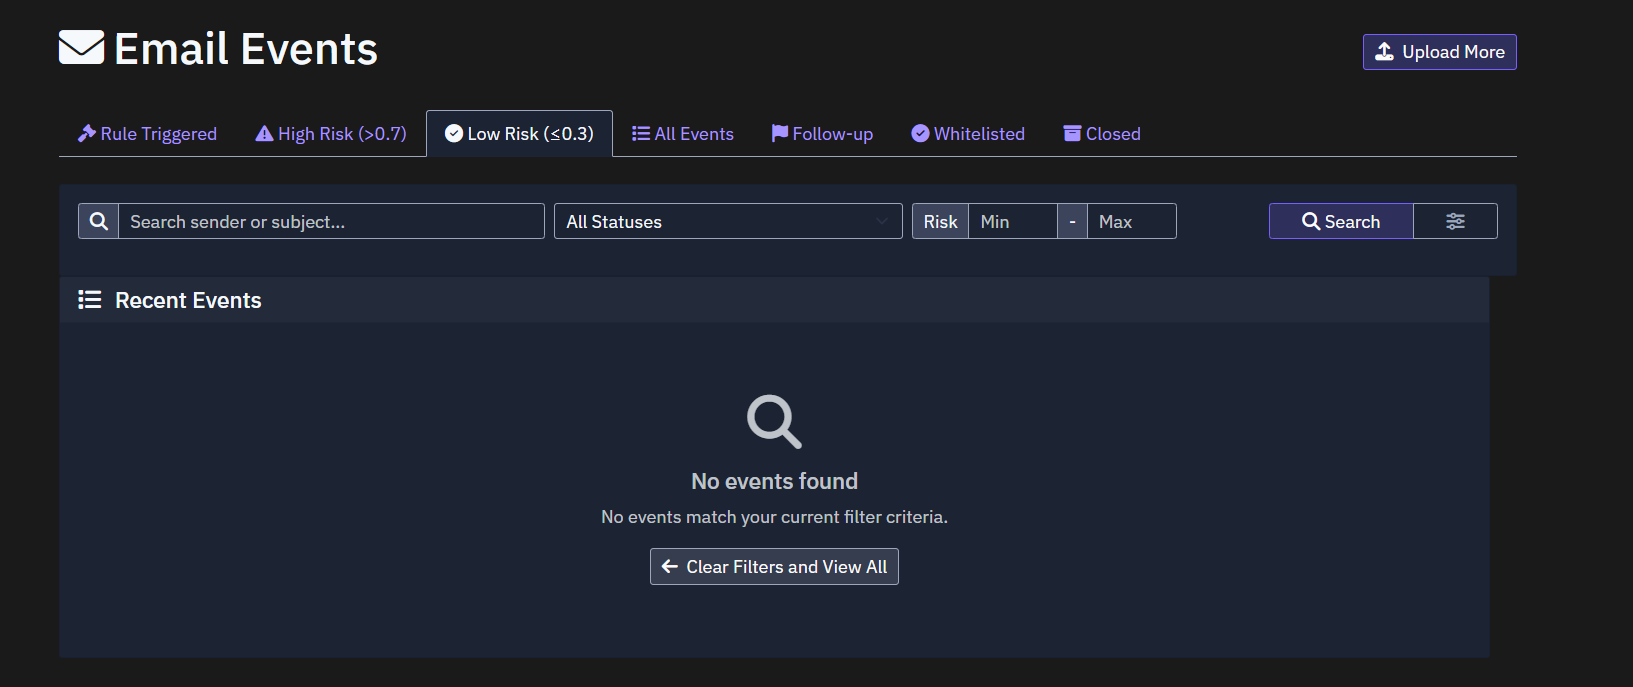 Email Events
Upload More
Rule Triggered
High Risk (>0.7)
Low Risk (≤0.3)
All Events
Follow-up
Whitelisted
Closed
Search sender or subject...
All Statuses
Risk
Min
-
Max
Search
Recent Events
No events found
No events match your current filter criteria.
Clear Filters and View All